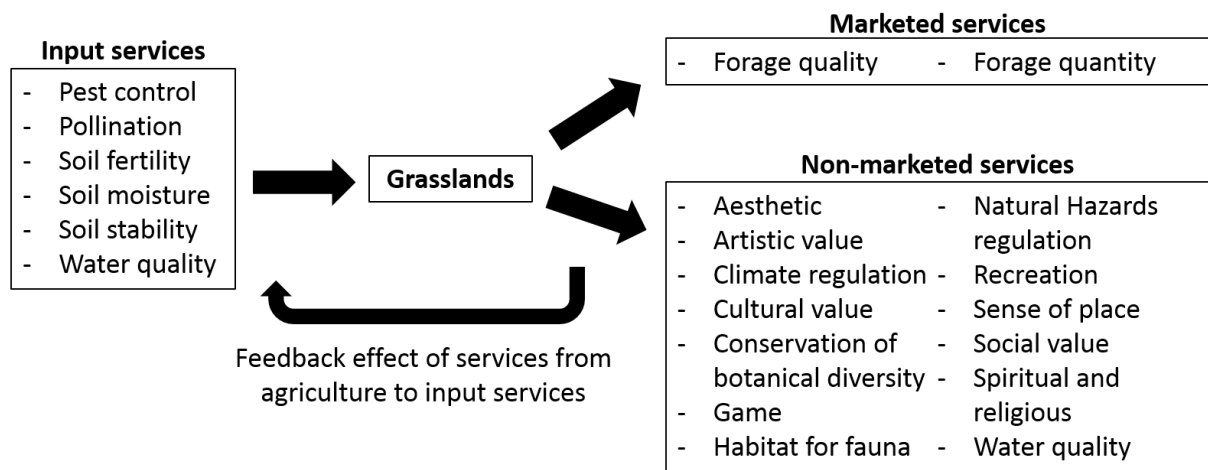 Input services
- Pest control
- Pollination
- Soil fertility
- Soil moisture
- Soil stability
- Water quality
Grasslands
Feedback effect of services from
agriculture to input services
Marketed services
- Forage quality - Forage quantity
Non-marketed services
- Aesthetic
- Artistic value
- Climate regulation
- Cultural value
- Conservation of
botanical diversity
- Game
- Habitat for fauna
- Natural Hazards
regulation
- Recreation
- Sense of place
- Social value
- Spiritual and
religious
- Water quality